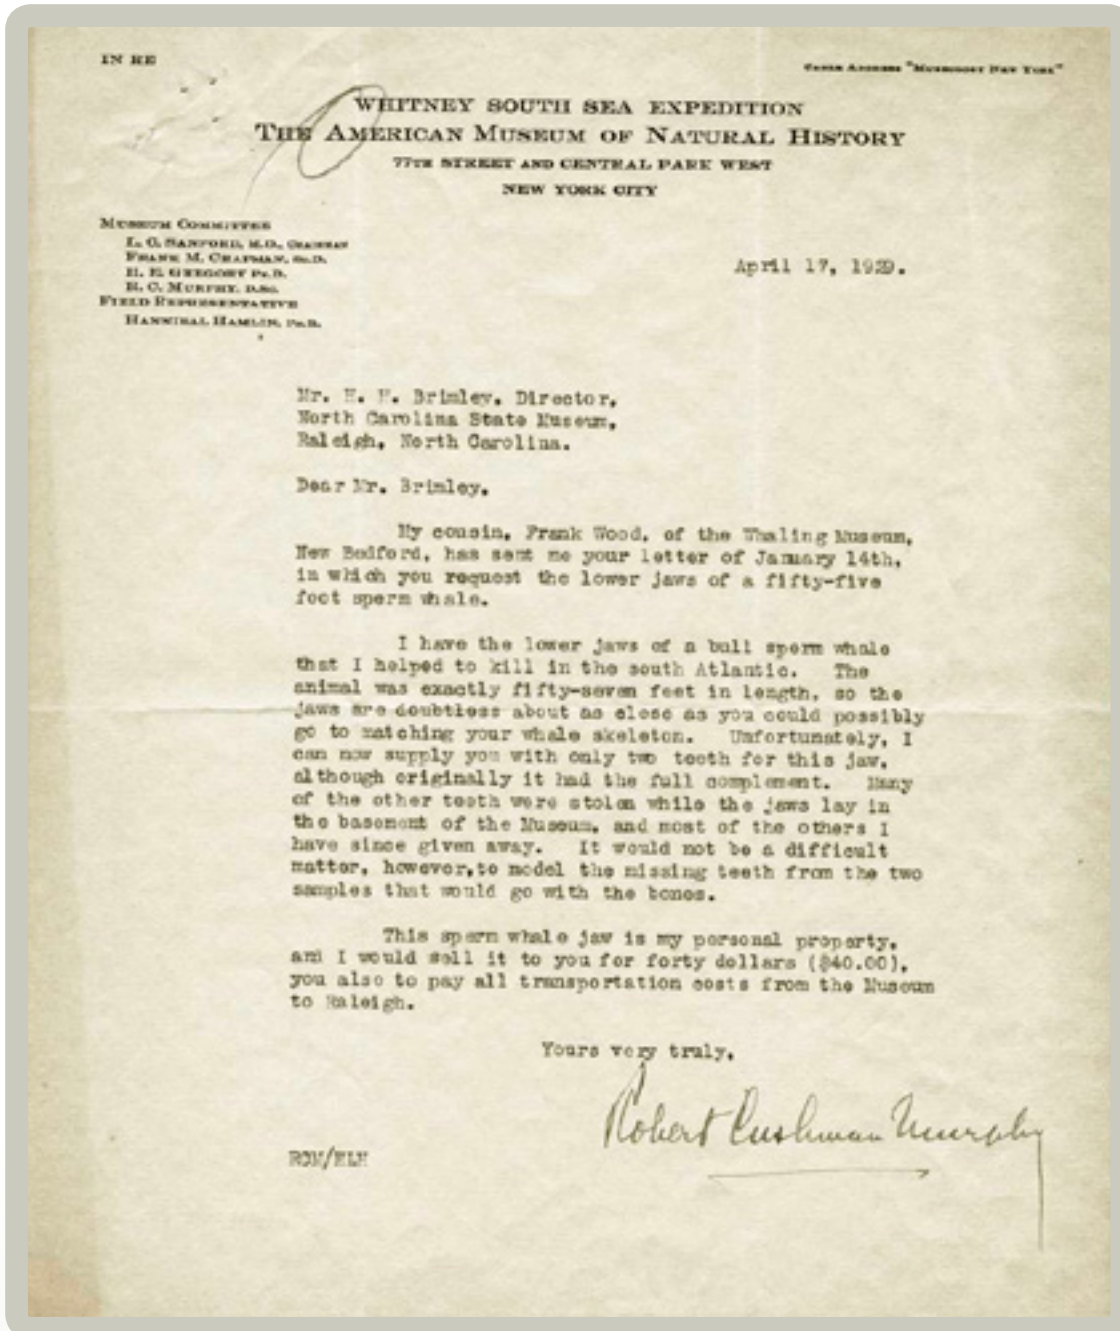 IN RE
CABLE ADDRESS "MUSEOLOGY NEW YORK"
WHITNEY SOUTH SEA EXPEDITION
THE AMERICAN MUSEUM OF NATURAL HISTORY
77TH STREET AND CENTRAL PARK WEST
NEW YORK CITY
MUSEUM COMMITTEE
L. C. SANFORD, M.D., CHAIRMAN
FRANK M. CHAPMAN, Sc.D.
H. E. GREGORY Ph.D.
R. C. MURPHY, D.Sc.
FIELD REPRESENTATIVE
HANNIBAL HAMLIN, Ph.B.
April 17, 1929.
Mr. H. H. Brimley, Director,
North Carolina State Museum,
Raleigh, North Carolina.
Dear Mr. Brimley,
My cousin, Frank Wood, of the Whaling Museum,
New Bedford, has sent me your letter of January 14th,
in which you request the lower jaws of a fifty-five
foot sperm whale.
I have the lower jaws of a bull sperm whale
that I helped to kill in the south Atlantic. The
animal was exactly fifty-seven feet in length, so the
jaws are doubtless about as close as you could possibly
go to matching your whale skeleton. Unfortunately, I
can now supply you with only two teeth for this jaw,
although originally it had the full complement. Many
of the other teeth were stolen while the jaws lay in
the basement of the Museum, and most of the others I
have since given away. It would not be a difficult
matter, however,to model the missing teeth from the two
samples that would go with the bones.
This sperm whale jaw is my personal property,
and I would sell it to you for forty dollars ($40.00),
you also to pay all transportation costs from the Museum
to Raleigh.
Yours very truly,
Robert Cushman Murphy
RCM/ELH